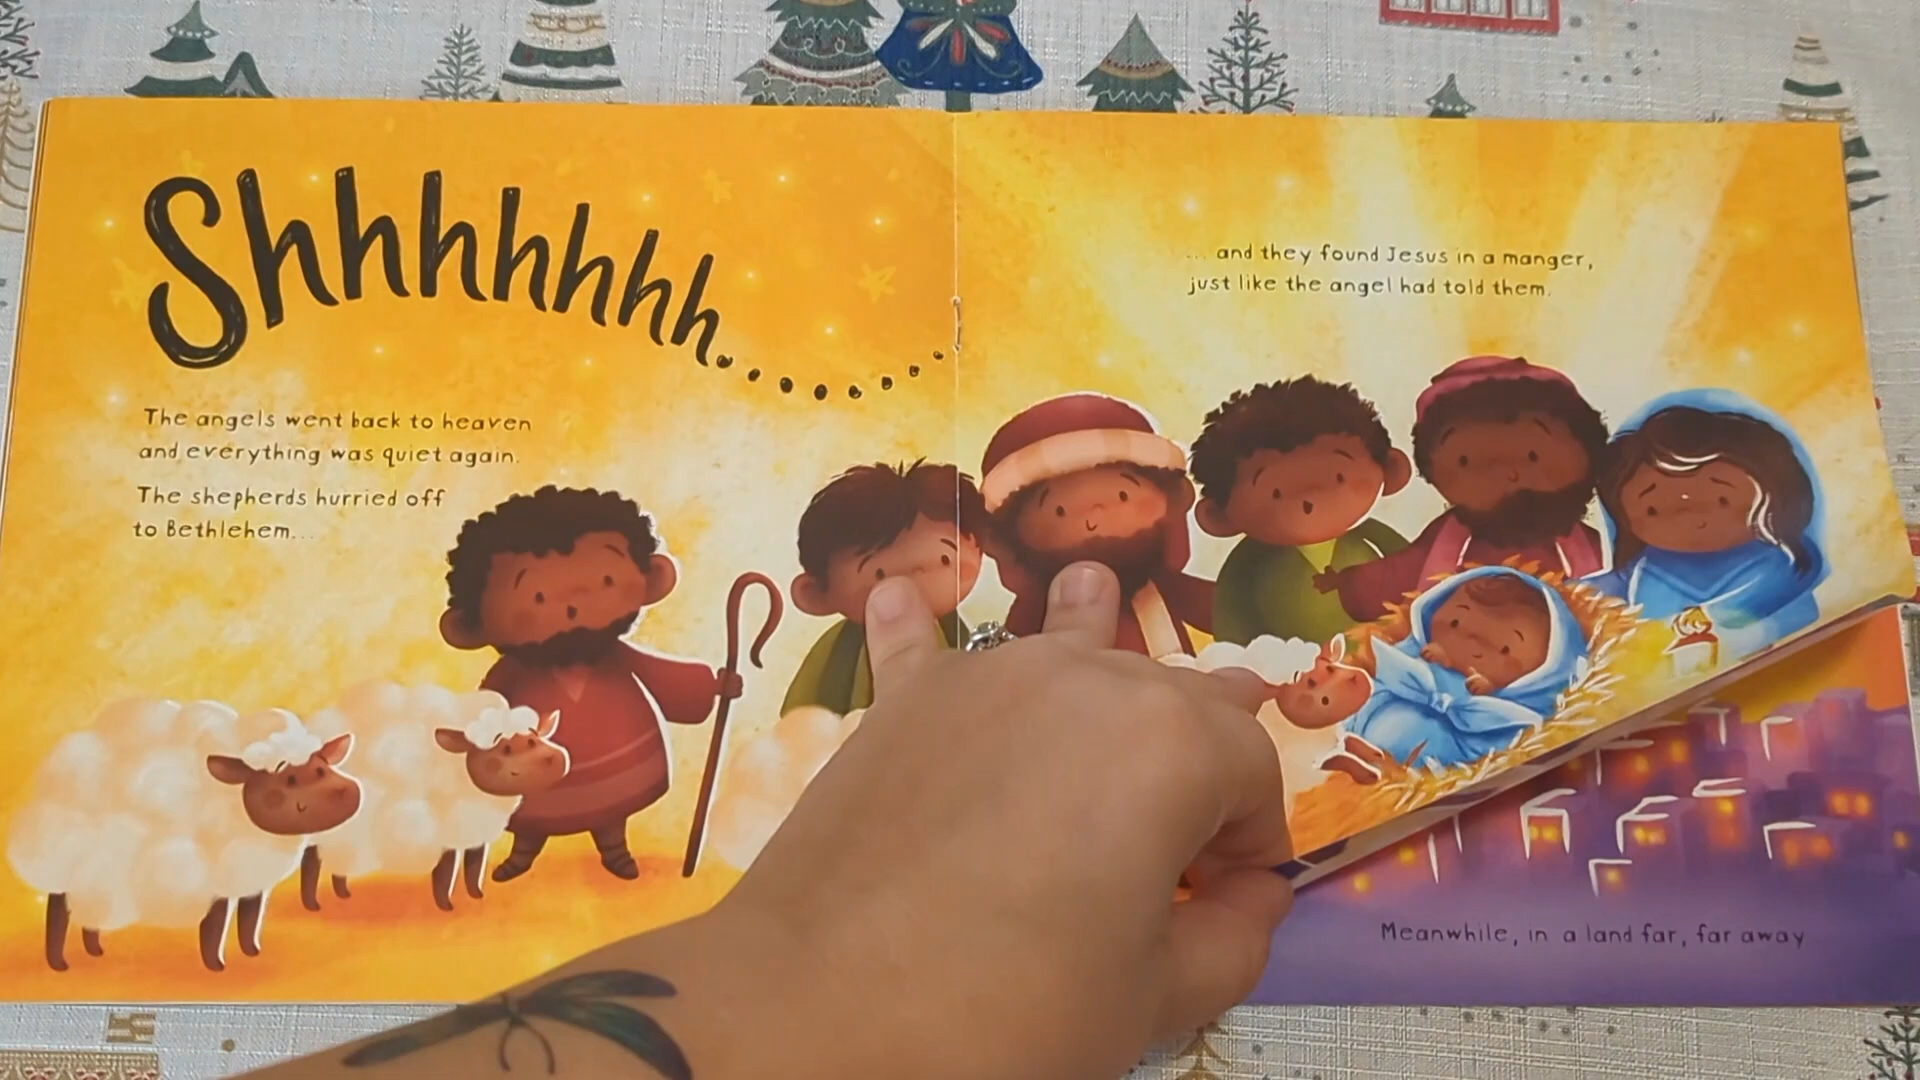 Shhhhhhh........
The angels went back to heaven
and everything was quiet again.
The shepherds hurried off
to Bethlehem...
... and they found Jesus in a manger,
just like the angel had told them.
Meanwhile, in a land far, far away